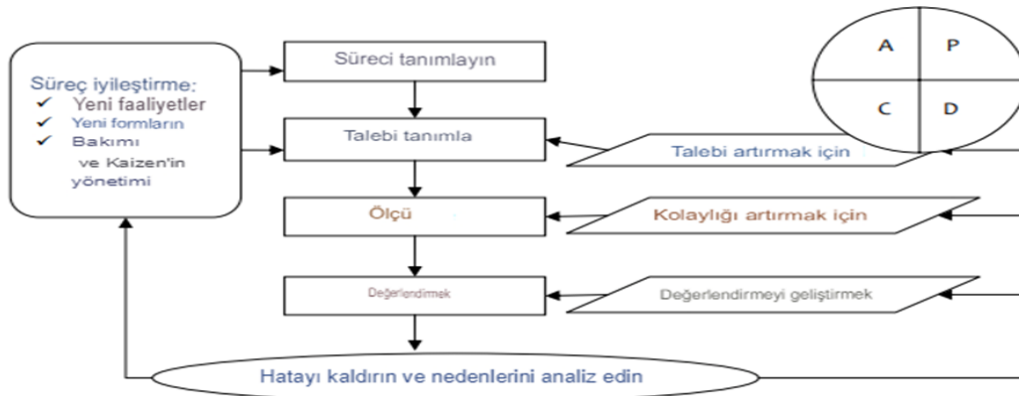 Süreç iyileştirme:
Yeni faaliyetler
Yeni formların
Bakımı
ve Kaizen'in
yönetimi
Süreci tanımlayın
Talebi tanımla
Ölçü
Değerlendirmek
Hatayı kaldırın ve nedenlerini analiz edin
Talebi artırmak için
Kolaylığı artırmak için
Değerlendirmeyi geliştirmek
A P
C D